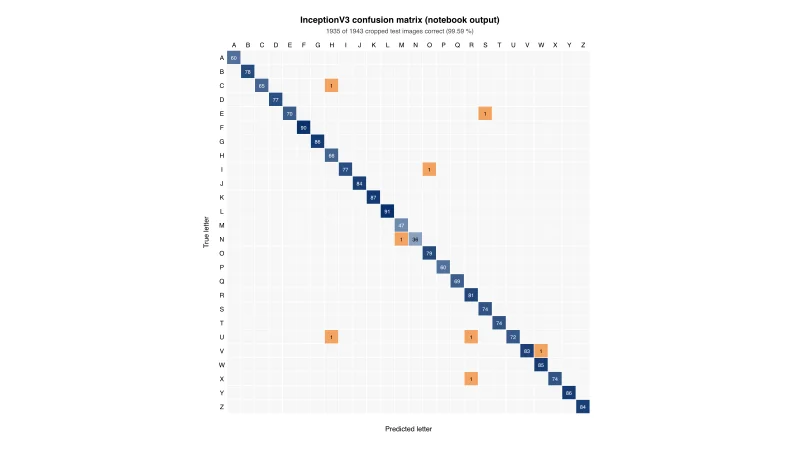 InceptionV3 confusion matrix (notebook output)
1935 of 1943 cropped test images correct (99.59 %)
A B C D E F G H I J K L M N O P Q R S T U V W X Y Z
A 60
B 78
C 65 1
D 77
E 70 1
F 90
G 86
H 66
I 77 1
J 84
K 87
L 91
M 47
N 1 36
O 79
P 60
Q 69
R 81
S 74
T 74
U 1 1 72
V 83 1
W 85
X 1 74
Y 86
Z 84
True letter
Predicted letter